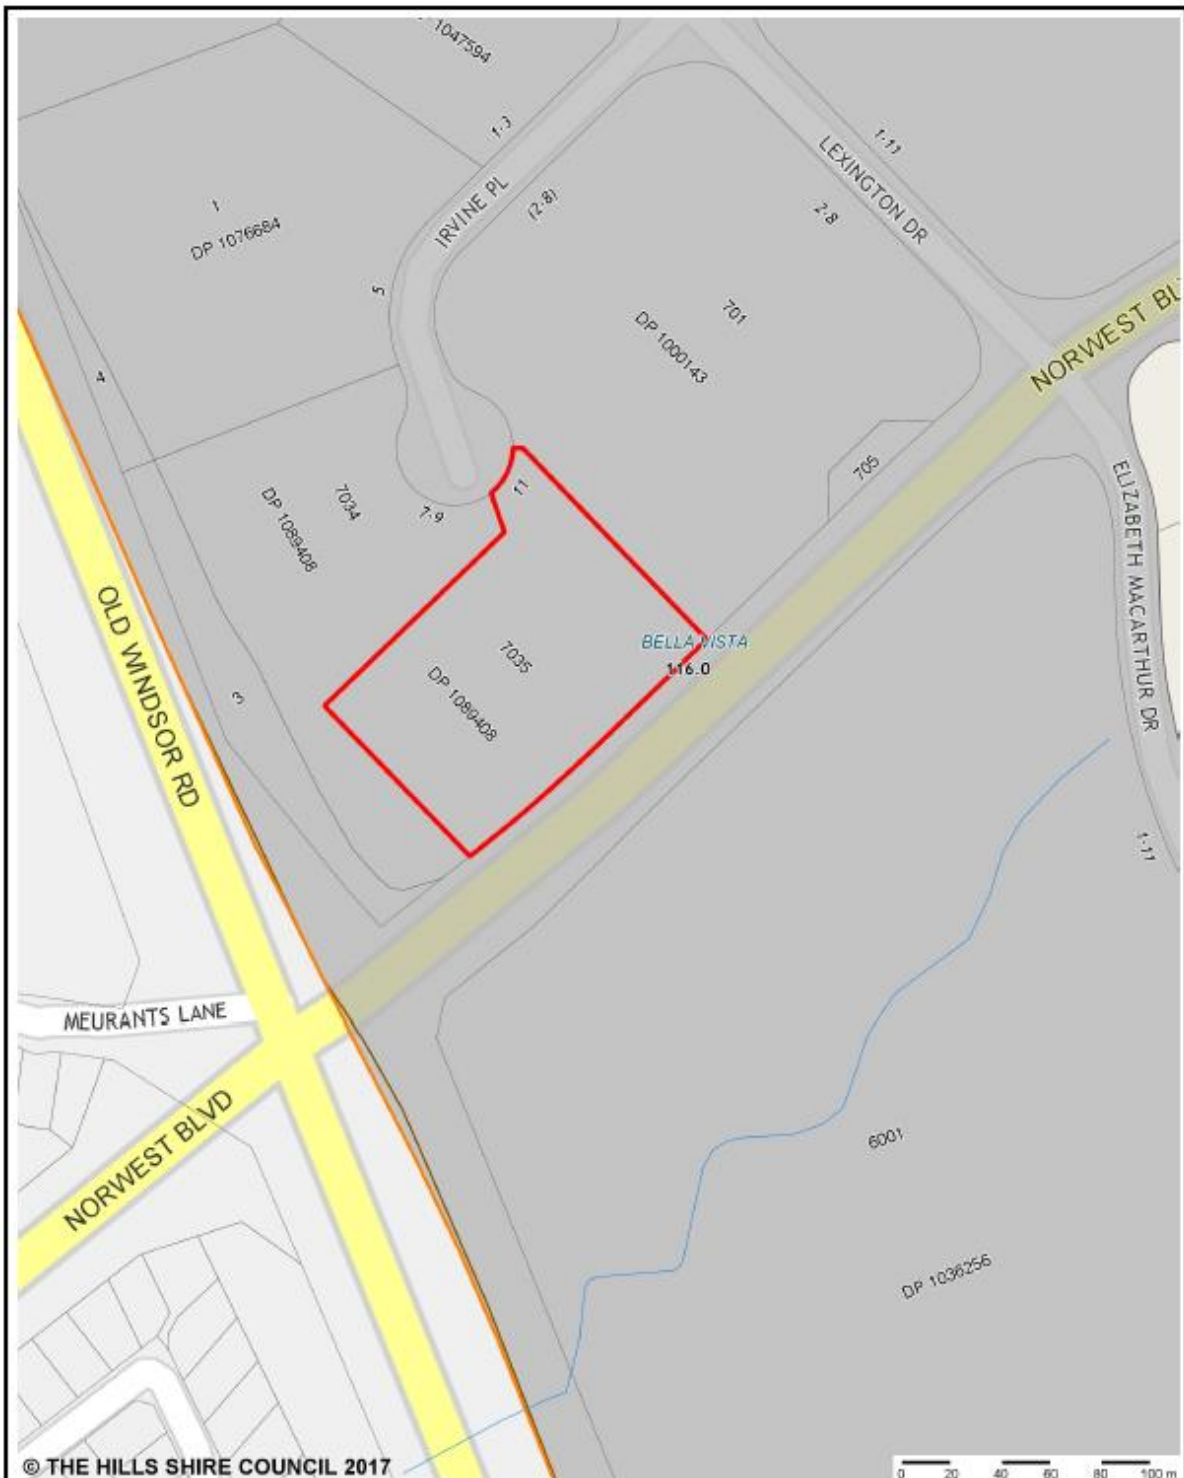 DP 1047594
1-3
1-11
LEXINGTON DR
IRVINE PL
(2-8)
2-8
1
DP 1076684
5
701
DP 1000143
NORWEST BL
4
705
11
7034
DP 1089408
7-9
ELIZABETH MACARTHUR DR
OLD WINDSOR RD
BELLA VISTA
116.0
7035
DP 1089408
3
1-11
MEURANTS LANE
NORWEST BLVD
6001
DP 1036256
© THE HILLS SHIRE COUNCIL 2017
0 20 40 60 80 100 m